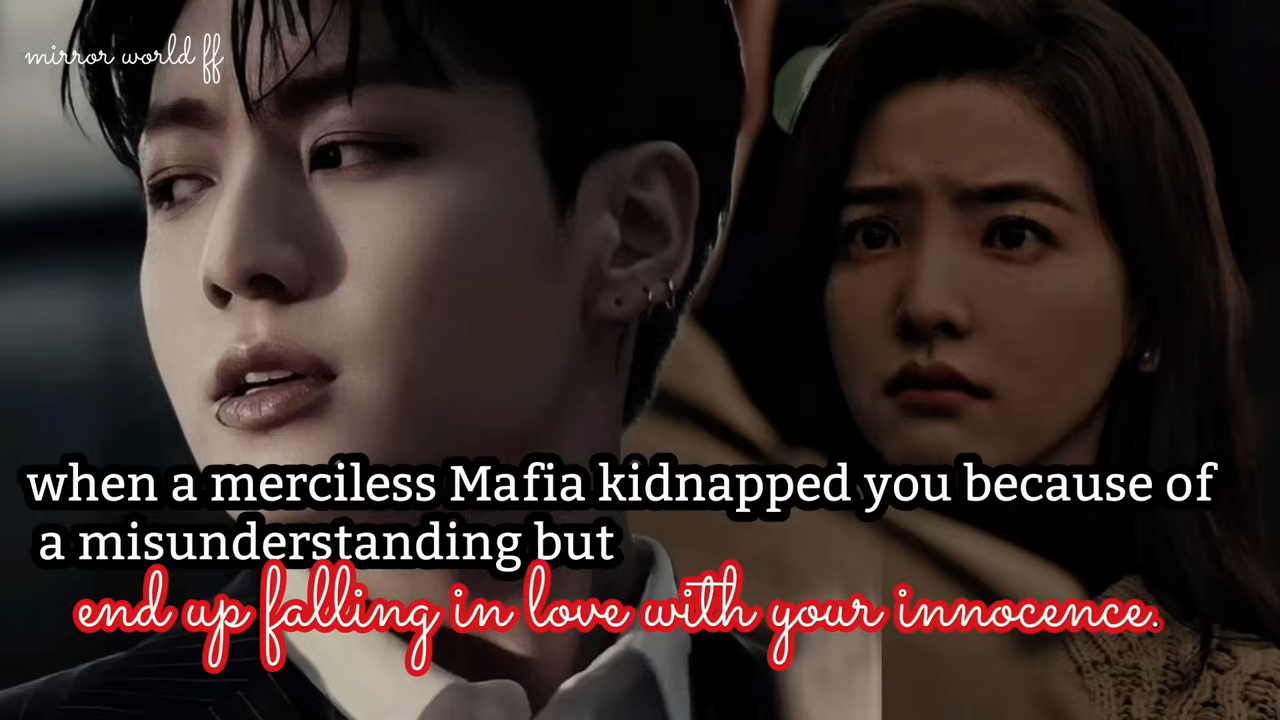 mirror world ff
when a merciless Mafia kidnapped you because of
a misunderstanding but
end up falling in love with your innocence.